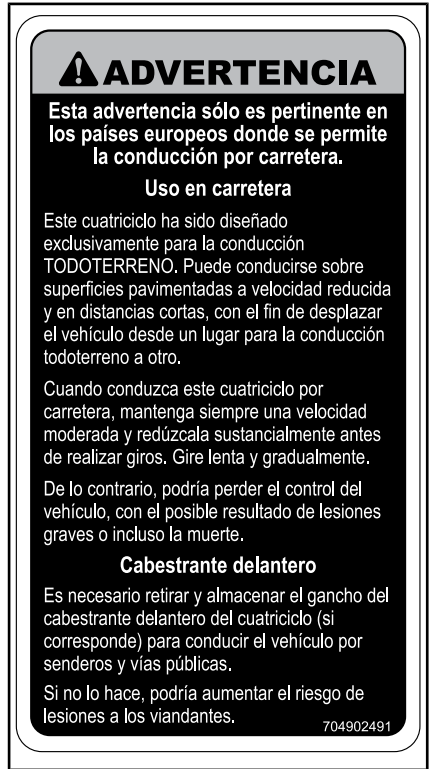 ADVERTENCIA
Esta advertencia sólo es pertinente en
los países europeos donde se permite
la conducción por carretera.
Uso en carretera
Este cuatriciclo ha sido diseñado
exclusivamente para la conducción
TODOTERRENO. Puede conducirse sobre
superficies pavimentadas a velocidad reducida
y en distancias cortas, con el fin de desplazar
el vehículo desde un lugar para la conducción
todoterreno a otro.
Cuando conduzca este cuatriciclo por
carretera, mantenga siempre una velocidad
moderada y redúzcala sustancialmente antes
de realizar giros. Gire lenta y gradualmente.
De lo contrario, podría perder el control del
vehículo, con el posible resultado de lesiones
graves o incluso la muerte.
Cabestrante delantero
Es necesario retirar y almacenar el gancho del
cabestrante delantero del cuatriciclo (si
corresponde) para conducir el vehículo por
senderos y vías públicas.
Si no lo hace, podría aumentar el riesgo de
lesiones a los viandantes.
704902491